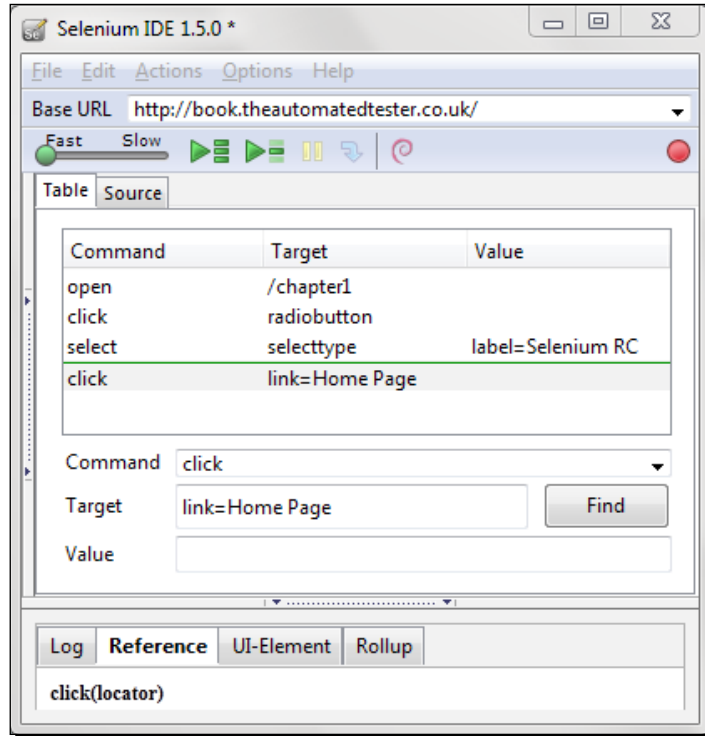 Selenium IDE 1.5.0 *
File Edit Actions Options Help
Base URL http://book.theautomatedtester.co.uk/
Fast Slow
Table Source
Command Target Value
open /chapter1
click radiobutton
select selecttype label=Selenium RC
click link=Home Page
Command click
Target link=Home Page Find
Value
Log Reference UI-Element Rollup
click(locator)